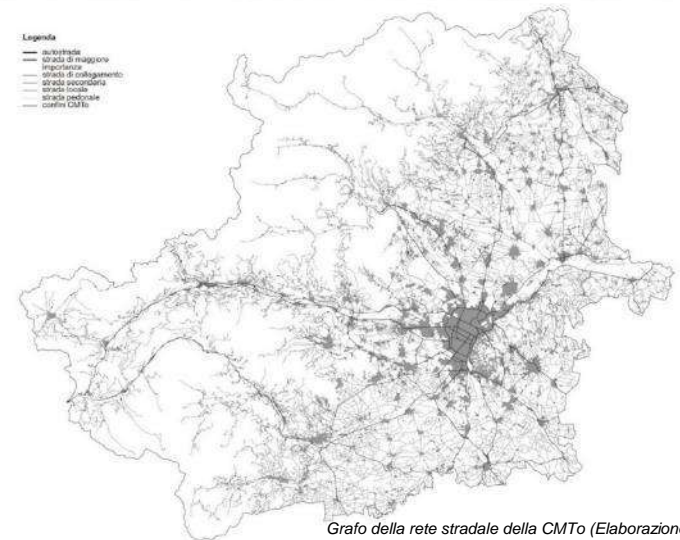 Legenda
autostrada
strada di maggiore
importanza
strada di collegamento
strada secondaria
strada locale
strada pedonale
confini CMTo
Grafo della rete stradale della CMTo (Elaborazione